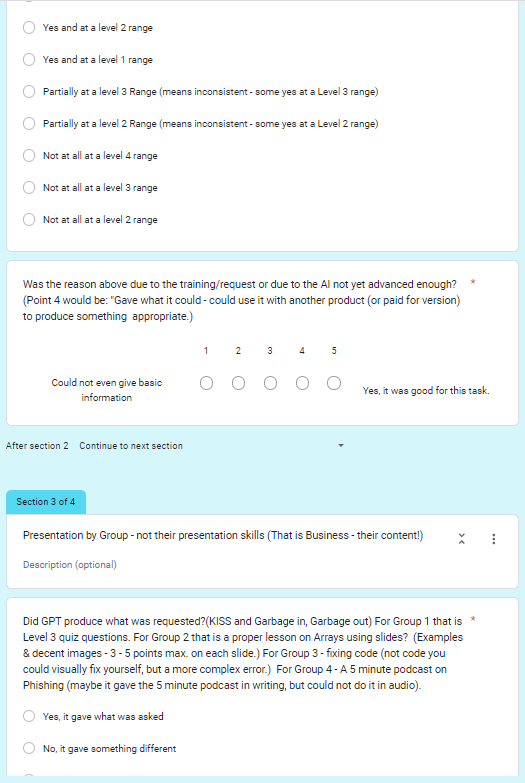 Yes and at a level 2 range
Yes and at a level 1 range
Partially at a level 3 Range (means inconsistent - some yes at a Level 3 range)
Partially at a level 2 Range (means inconsistent - some yes at a Level 2 range)
Not at all at a level 4 range
Not at all at a level 3 range
Not at all at a level 2 range
Was the reason above due to the training/request or due to the AI not yet advanced enough? *
(Point 4 would be: "Gave what it could - could use it with another product (or paid for version)
to produce something appropriate.)
1 2 3 4 5
Could not even give basic
information
Yes, it was good for this task.
After section 2 Continue to next section
Section 3 of 4
Presentation by Group - not their presentation skills (That is Business - their content!)
Description (optional)
Did GPT produce what was requested?(KISS and Garbage in, Garbage out) For Group 1 that is *
Level 3 quiz questions. For Group 2 that is a proper lesson on Arrays using slides? (Examples
& decent images - 3 - 5 points max. on each slide.) For Group 3 - fixing code (not code you
could visually fix yourself, but a more complex error.) For Group 4 - A 5 minute podcast on
Phishing (maybe it gave the 5 minute podcast in writing, but could not do it in audio).
Yes, it gave what was asked
No, it gave something different